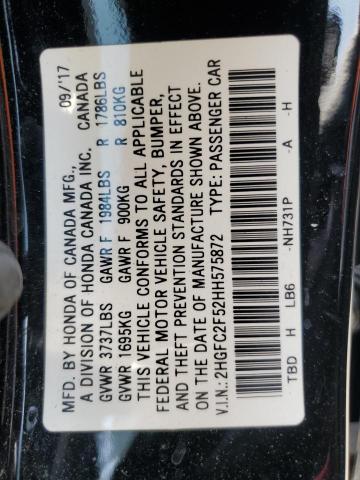 MFD. BY HONDA OF CANADA MFG., 09/'17
A DIVISION OF HONDA CANADA INC. CANADA
GVWR 3737LBS GAWR F 1984LBS R 1786LBS
GVWR 1695KG GAWR F 900KG R 810KG
THIS VEHICLE CONFORMS TO ALL APPLICABLE
FEDERAL MOTOR VEHICLE SAFETY, BUMPER,
AND THEFT PREVENTION STANDARDS IN EFFECT
ON THE DATE OF MANUFACTURE SHOWN ABOVE.
V.I.N.: 2HGFC2F52HH575872 TYPE: PASSENGER CAR
TBD H LB6 -NH731P -A -H